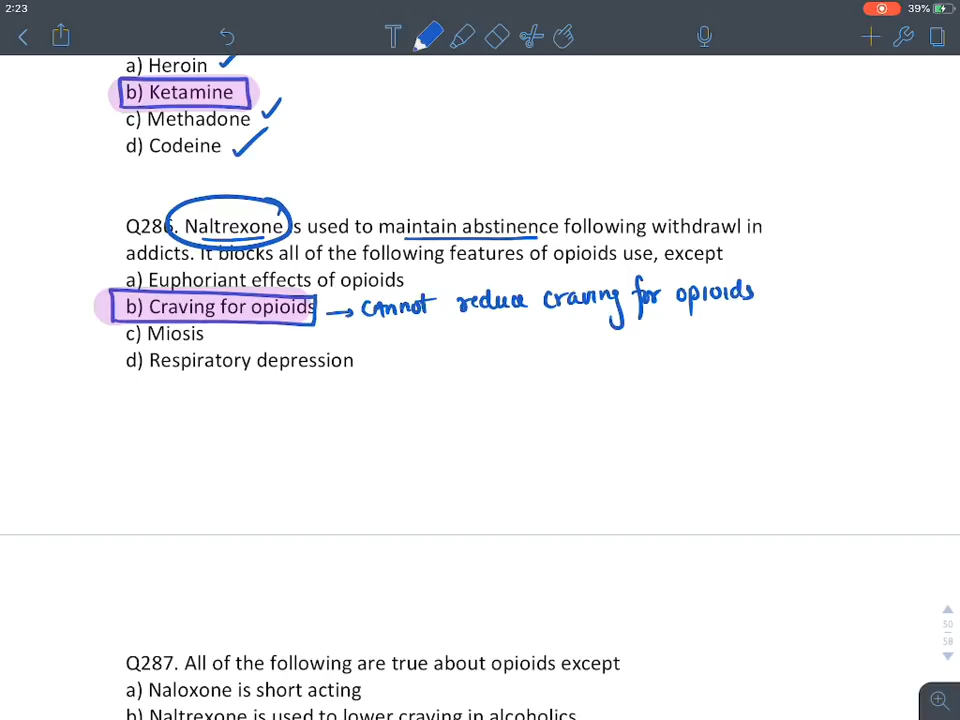 2:23
39%
T
a) Heroin
b) Ketamine
c) Methadone
d) Codeine
Q286. Naltrexone is used to maintain abstinence following withdrawl in
addicts. It blocks all of the following features of opioids use, except
a) Euphoriant effects of opioids
b) Craving for opioids → cannot reduce craving for opioids
c) Miosis
d) Respiratory depression
50
58
Q287. All of the following are true about opioids except
a) Naloxone is short acting
b) Naltrexone is used to lower craving in alcoholics